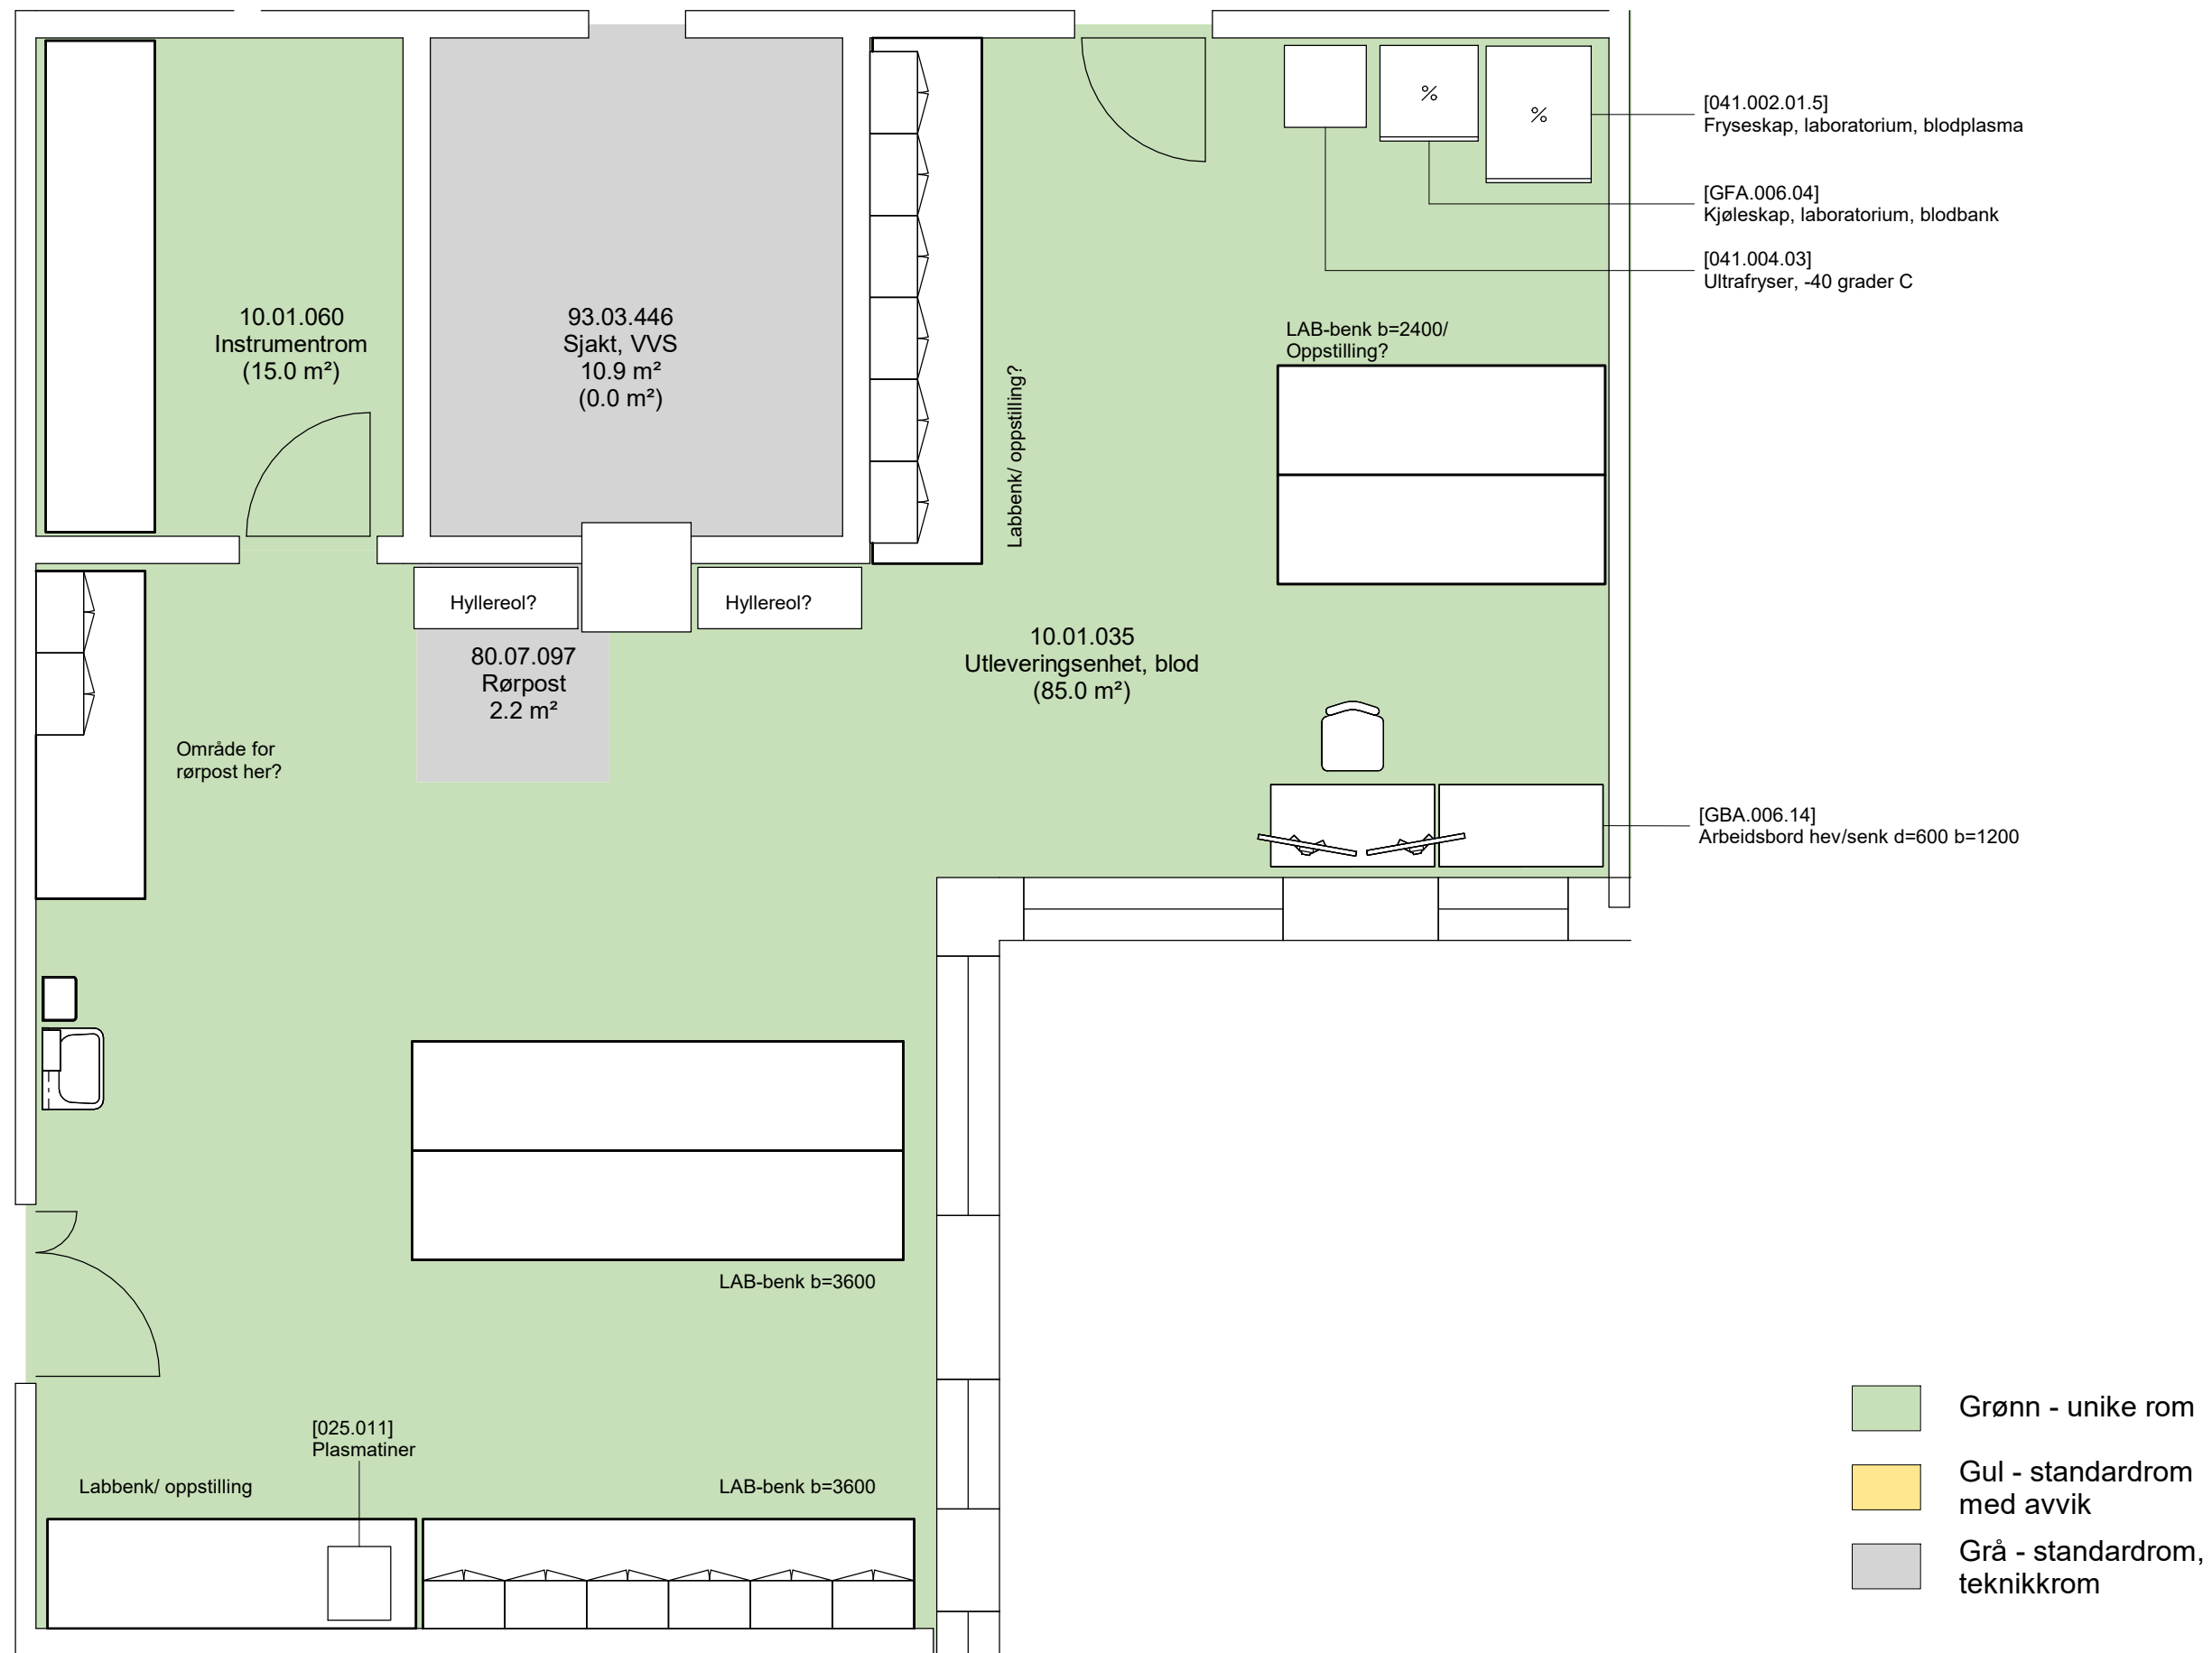 [041.002.01.5]
Fryseskap, laboratorium, blodplasma
[GFA.006.04]
Kjøleskap, laboratorium, blodbank
[041.004.03]
Ultrafryser, -40 grader C
%
%
10.01.060
Instrumentrom
(15.0 m²)
93.03.446
Sjakt, VVS
10.9 m²
(0.0 m²)
Labbenk/ oppstilling?
LAB-benk b=2400/
Oppstilling?
Hyllereol?
Hyllereol?
80.07.097
Rørpost
2.2 m²
10.01.035
Utleveringsenhet, blod
(85.0 m²)
Område for
rørpost her?
[GBA.006.14]
Arbeidsbord hev/senk d=600 b=1200
LAB-benk b=3600
[025.011]
Plasmatiner
Labbenk/ oppstilling
LAB-benk b=3600
Grønn - unike rom
Gul - standardrom
med avvik
Grå - standardrom,
teknikkrom